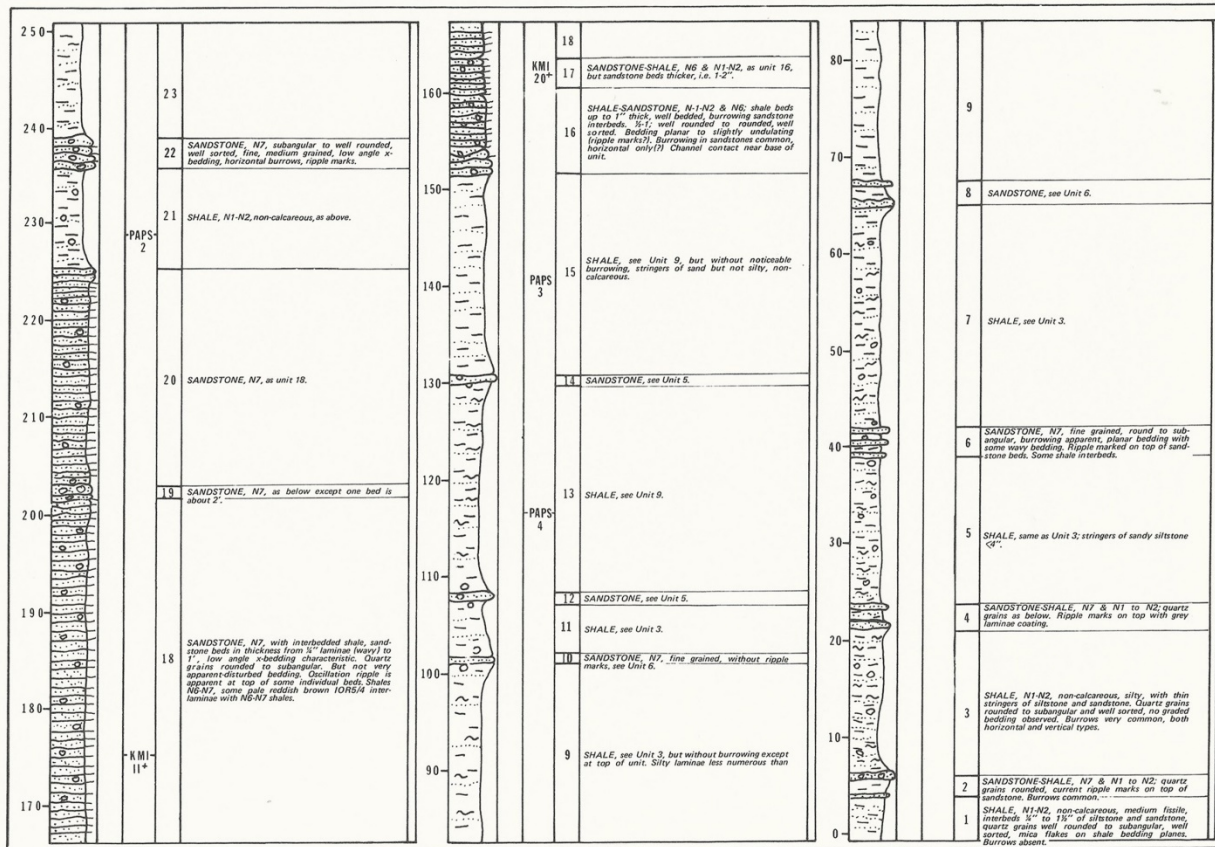 250
240
230
220
210
200
190
180
170
PAPS
2
KMI
11+
23
22
SANDSTONE, N7, subangular to well rounded,
well sorted, fine, medium grained, low angle x-
bedding, horizontal burrows, ripple marks.
21
SHALE, N1-N2, non-calcareous, as above.
20
SANDSTONE, N7, as unit 18.
19
SANDSTONE, N7, as below except one bed is
about 2'.
18
SANDSTONE, N7, with interbedded shale, sand-
stone beds in thickness from ¼" laminae (wavy) to
1', low angle x-bedding characteristic. Quartz
grains rounded to subangular. But not very
apparent-disturbed bedding. Oscillation ripple is
apparent at top of some individual beds. Shales
N6-N7, some pale reddish brown IOR5/4 inter-
laminae with N6-N7 shales.
160
150
140
130
120
110
100
90
KMI
20+
PAPS
3
PAPS
4
18
17
SANDSTONE-SHALE, N6 & N1-N2, as unit 16,
but sandstone beds thicker, i.e. 1-2".
16
SHALE-SANDSTONE, N-1-N2 & N6; shale beds
up to 1" thick, well bedded, burrowing sandstone
interbeds. ½-1; well rounded to rounded, well
sorted. Bedding planar to slightly undulating
(ripple marks?). Burrowing in sandstones common,
horizontal only(?) Channel contact near base of
unit.
15
SHALE, see Unit 9, but without noticeable
burrowing, stringers of sand but not silty, non-
calcareous.
14
SANDSTONE, see Unit 5.
13
SHALE, see Unit 9.
12
SANDSTONE, see Unit 5.
11
SHALE, see Unit 3.
10
SANDSTONE, N7, fine grained, without ripple
marks, see Unit 6.
9
SHALE, see Unit 3, but without burrowing except
at top of unit. Silty laminae less numerous than
80
70
60
50
40
30
20
10
0
9
8
SANDSTONE, see Unit 6.
7
SHALE, see Unit 3.
6
SANDSTONE, N7, fine grained, round to sub-
angular, burrowing apparent, planar bedding with
some wavy bedding. Ripple marked on top of sand-
stone beds. Some shale interbeds.
5
SHALE, same as Unit 3; stringers of sandy siltstone
<4".
4
SANDSTONE-SHALE, N7 & N1 to N2; quartz
grains as below. Ripple marks on top with grey
laminae coating.
3
SHALE, N1-N2, non-calcareous, silty, with thin
stringers of siltstone and sandstone. Quartz grains
rounded to subangular and well sorted, no graded
bedding observed. Burrows very common, both
horizontal and vertical types.
2
SANDSTONE-SHALE, N7 & N1 to N2; quartz
grains rounded, current ripple marks on top of
sandstone. Burrows common.
1
SHALE, N1-N2, non-calcareous, medium fissile,
interbeds ¼" to 1½" of siltstone and sandstone,
quartz grains well rounded to subangular, well
sorted, mica flakes on shale bedding planes.
Burrows absent.